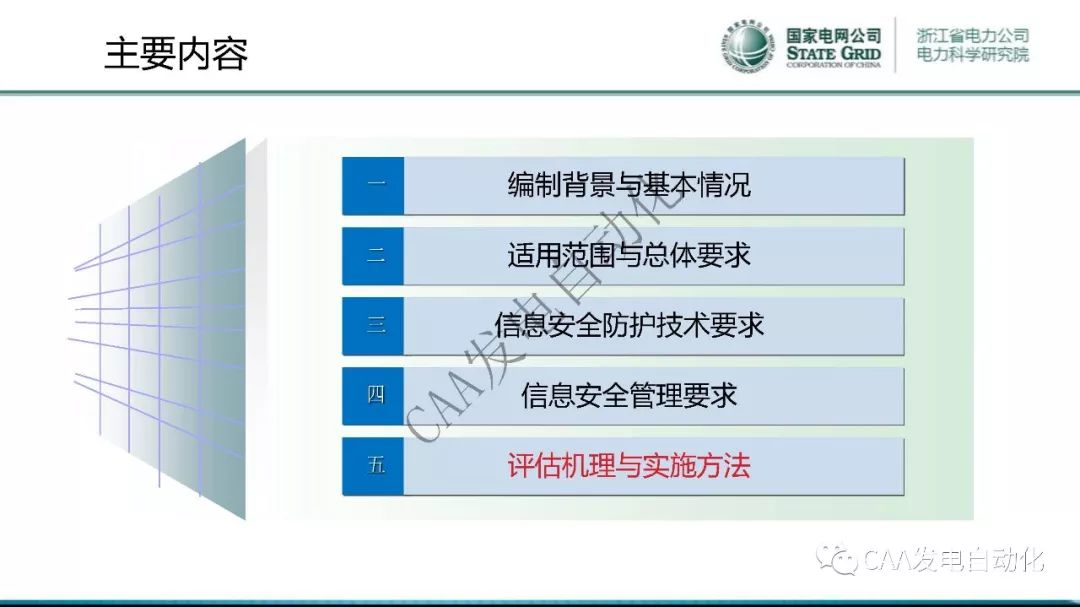 主要内容
国家电网公司
STATE GRID
CORPORATION OF CHINA
浙江省电力公司
电力科学研究院
一 编制背景与基本情况
二 适用范围与总体要求
三 信息安全防护技术要求
四 信息安全管理要求
五 评估机理与实施方法
CAA发电自动化
CAA发电自动化